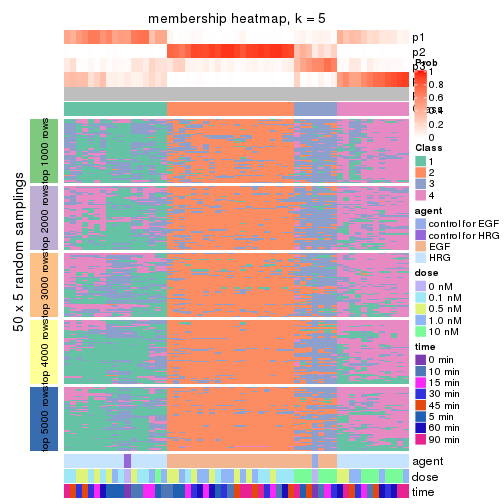 membership heatmap, k = 5
p1
p2
p3
Prob
1
0.8
0.6
0.4
0.2
0
Class
1
2
3
4
agent
control for EGF
control for HRG
EGF
HRG
dose
0 nM
0.1 nM
0.5 nM
1.0 nM
10 nM
time
0 min
10 min
15 min
30 min
45 min
5 min
60 min
90 min
50 x 5 random samplings
top 1000 rows
top 2000 rows
top 3000 rows
top 4000 rows
top 5000 rows
agent
dose
time